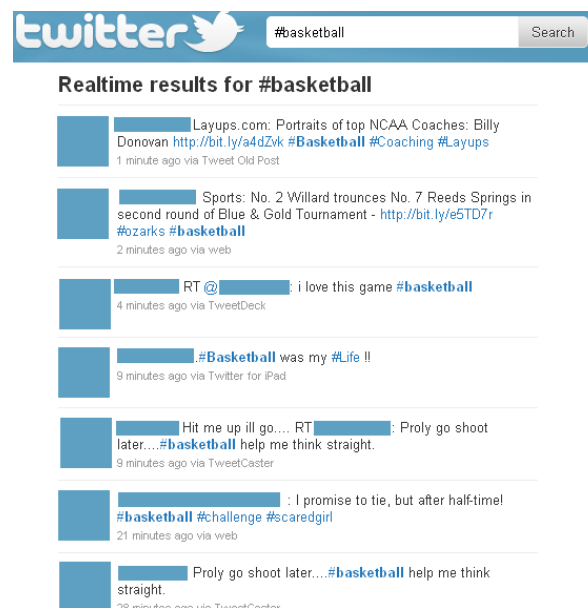 twitter
#basketball
Search
Realtime results for #basketball
Layups.com: Portraits of top NCAA Coaches: Billy
Donovan http://bit.ly/a4dZvk #Basketball #Coaching #Layups
1 minute ago via Tweet Old Post
Sports: No. 2 Willard trounces No. 7 Reeds Springs in
second round of Blue & Gold Tournament - http://bit.ly/e5TD7r
#ozarks #basketball
2 minutes ago via web
RT @ : i love this game #basketball
4 minutes ago via TweetDeck
.#Basketball was my #Life !!
9 minutes ago via Twitter for iPad
Hit me up ill go.... RT : Proly go shoot
later....#basketball help me think straight.
9 minutes ago via TweetCaster
: I promise to tie, but after half-time!
#basketball #challenge #scaredgirl
21 minutes ago via web
Proly go shoot later....#basketball help me think
straight.
28 minutes ago via TweetCaster